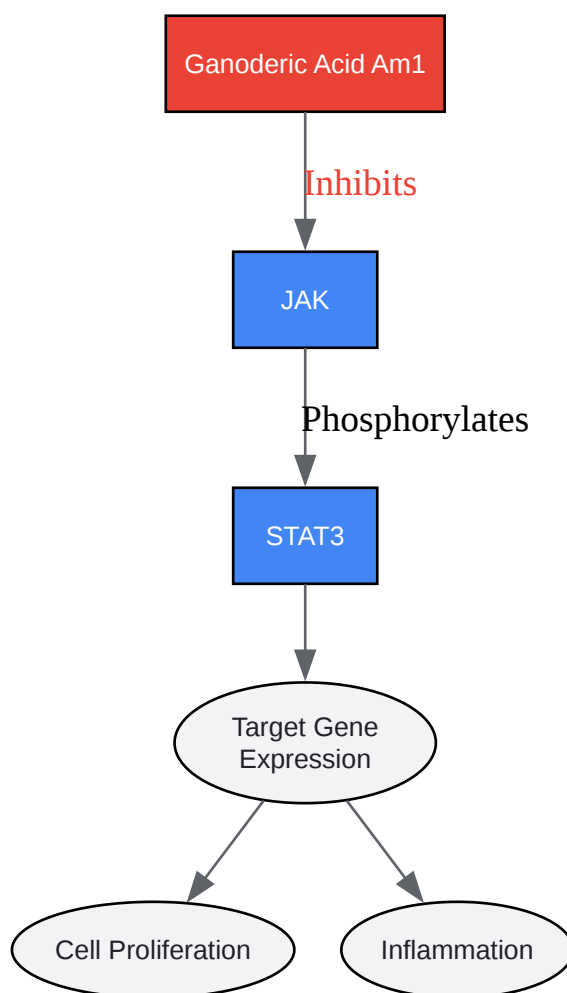 Ganoderic Acid Am1
Inhibits
JAK
Phosphorylates
STAT3
Target Gene
Expression
Cell Proliferation
Inflammation